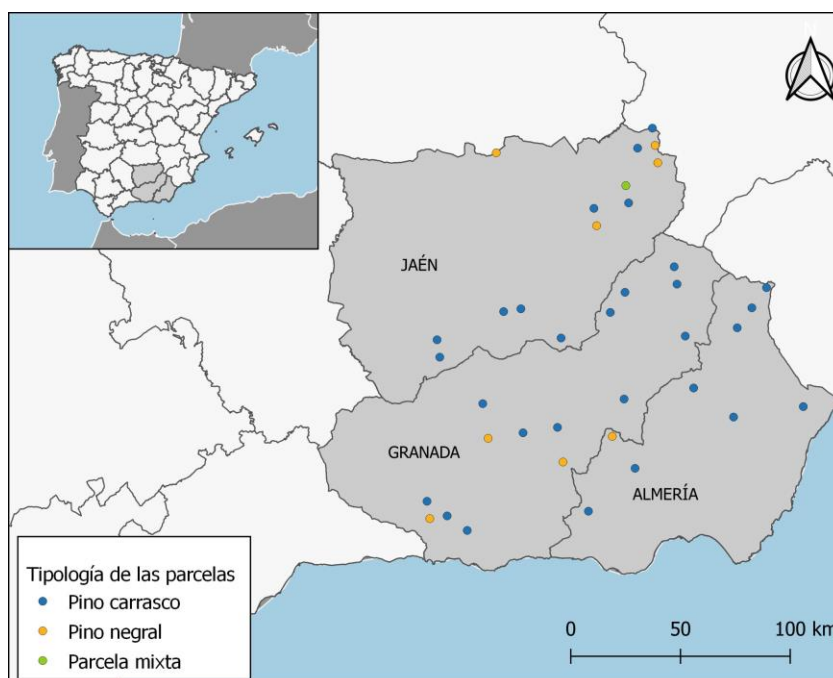 JAÉN
GRANADA
ALMERÍA
Tipología de las parcelas
Pino carrasco
Pino negral
Parcela mixta
0 50 100 km